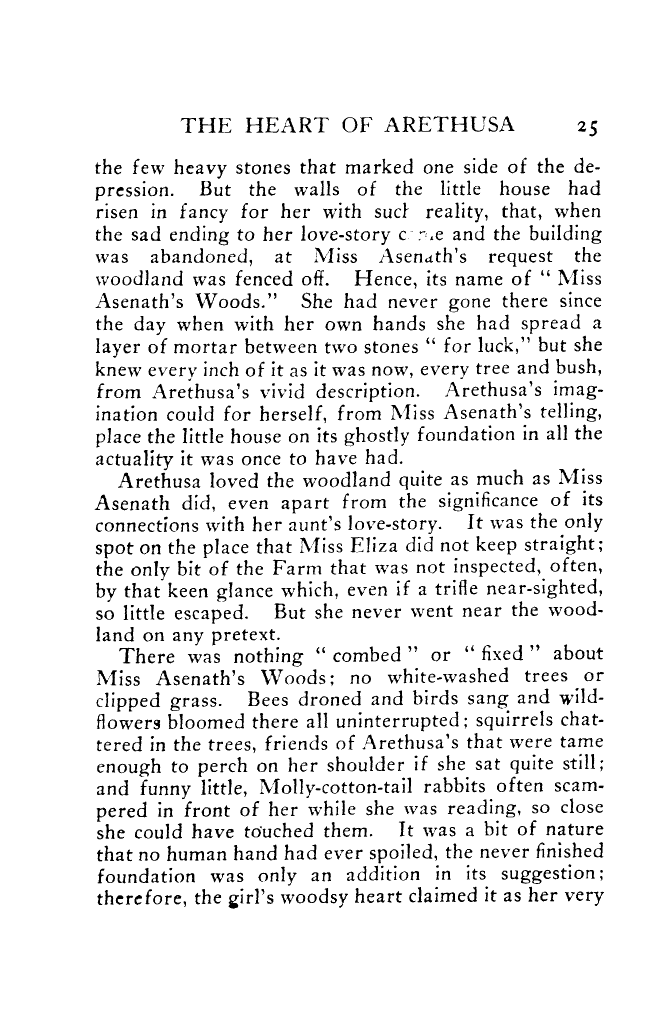 THE HEART OF ARETHUSA 25
the few heavy stones that marked one side of the de-
pression. But the walls of the little house had
risen in fancy for her with such reality, that, when
the sad ending to her love-story and the building
was abandoned, at Miss Asenath's request the
woodland was fenced off. Hence, its name of “ Miss
Asenath's Woods.” She had never gone there since
the day when with her own hands she had spread a
layer of mortar between two stones “ for luck,” but she
knew every inch of it as it was now, every tree and bush,
from Arethusa's vivid description. Arethusa's imag-
ination could for herself, from Miss Asenath's telling,
place the little house on its ghostly foundation in all the
actuality it was once to have had.
Arethusa loved the woodland quite as much as Miss
Asenath did, even apart from the significance of its
connections with her aunt's love-story. It was the only
spot on the place that Miss Eliza did not keep straight;
the only bit of the Farm that was not inspected, often,
by that keen glance which, even if a trifle near-sighted,
so little escaped. But she never went near the wood-
land on any pretext.
There was nothing “ combed ” or “ fixed ” about
Miss Asenath's Woods; no white-washed trees or
clipped grass. Bees droned and birds sang and wild-
flowers bloomed there all uninterrupted; squirrels chat-
tered in the trees, friends of Arethusa's that were tame
enough to perch on her shoulder if she sat quite still;
and funny little, Molly-cotton-tail rabbits often scam-
pered in front of her while she was reading, so close
she could have touched them. It was a bit of nature
that no human hand had ever spoiled, the never finished
foundation was only an addition in its suggestion;
therefore, the girl's woodsy heart claimed it as her very